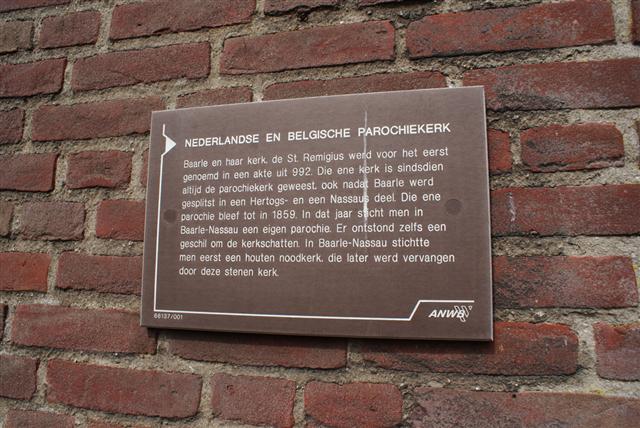 NEDERLANDSE EN BELGISCHE PAROCHIEKERK
Baarle en haar kerk, de St. Remigius werd voor het eerst
genoemd in een akte uit 992. Die ene kerk is sindsdien
altijd de parochiekerk geweest, ook nadat Baarle werd
gesplitst in een Hertogs- en een Nassaus deel. Die ene
parochie bleef tot in 1859. In dat jaar sticht men in
Baarle-Nassau een eigen parochie. Er ontstond zelfs een
geschil om de kerkschatten. In Baarle-Nassau stichtte
men eerst een houten noodkerk, die later werd vervangen
door deze stenen kerk.
66137/001
ANWB